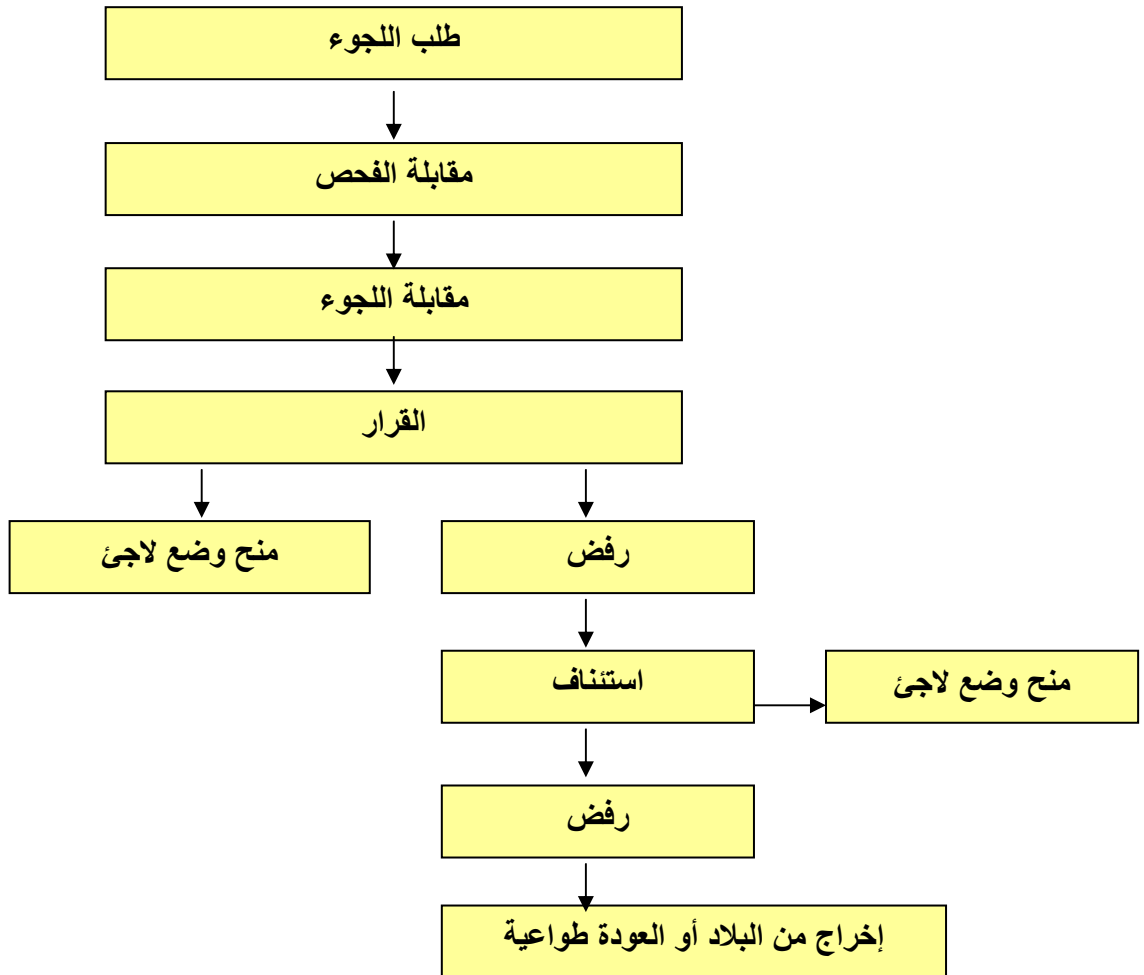 طلب اللجوء
مقابلة الفحص
مقابلة اللجوء
القرار
منح وضع لاجئ
رفض
استئناف
منح وضع لاجئ
رفض
إخراج من البلاد أو العودة طواعية